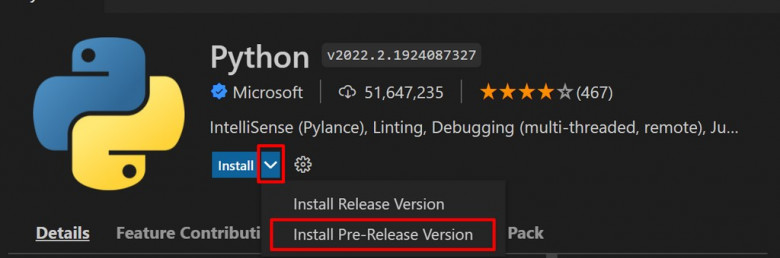 Python v2022.2.1924087327
Microsoft 51,647,235 (467)
IntelliSense (Pylance), Linting, Debugging (multi-threaded, remote), Ju...
Install
Install Release Version
Install Pre-Release Version
Details Feature Contributi Pack